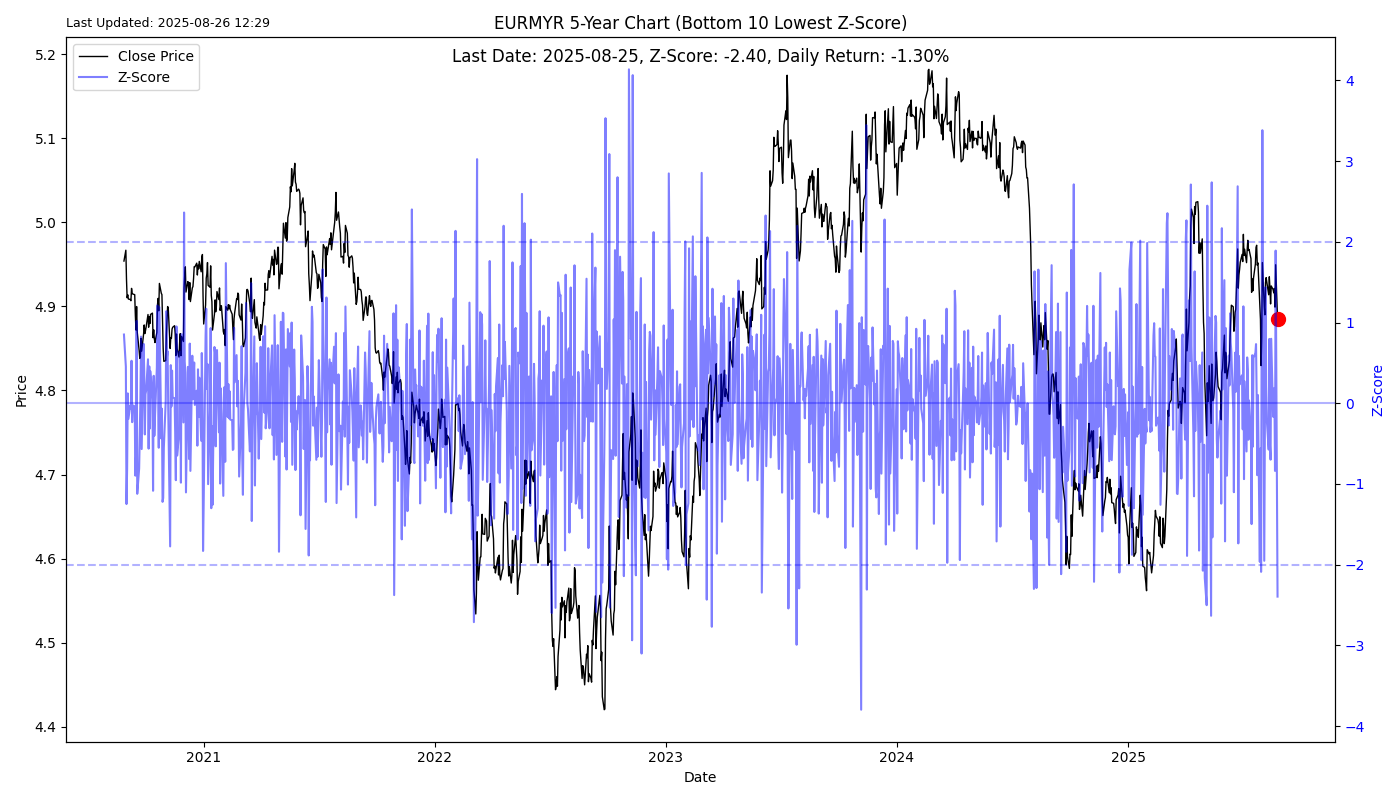 Last Updated: 2025-08-26 12:29
EURMYR 5-Year Chart (Bottom 10 Lowest Z-Score)
Last Date: 2025-08-25, Z-Score: -2.40, Daily Return: -1.30%
Close Price
Z-Score
5.2
5.1
5.0
4.9
4.8
4.7
4.6
4.5
4.4
Price
4
3
2
1
0
−1
−2
−3
−4
Z-Score
2021
2022
2023
2024
2025
Date